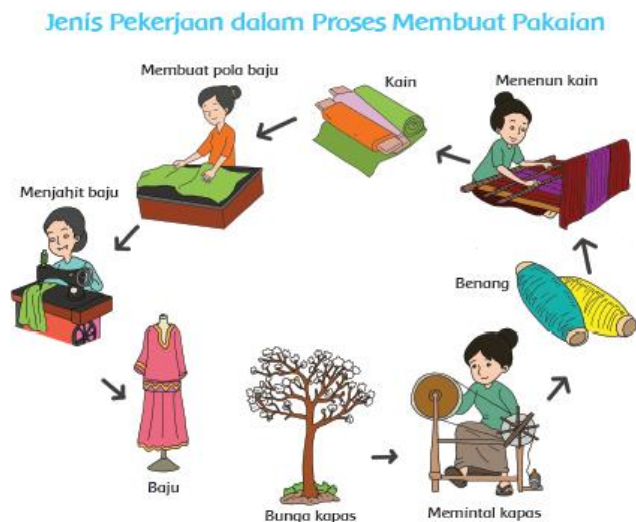 Jenis Pekerjaan dalam Proses Membuat Pakaian
Membuat pola baju
Kain
Menenun kain
Menjahit baju
Benang
Baju
Bunga kapas
Memintal kapas